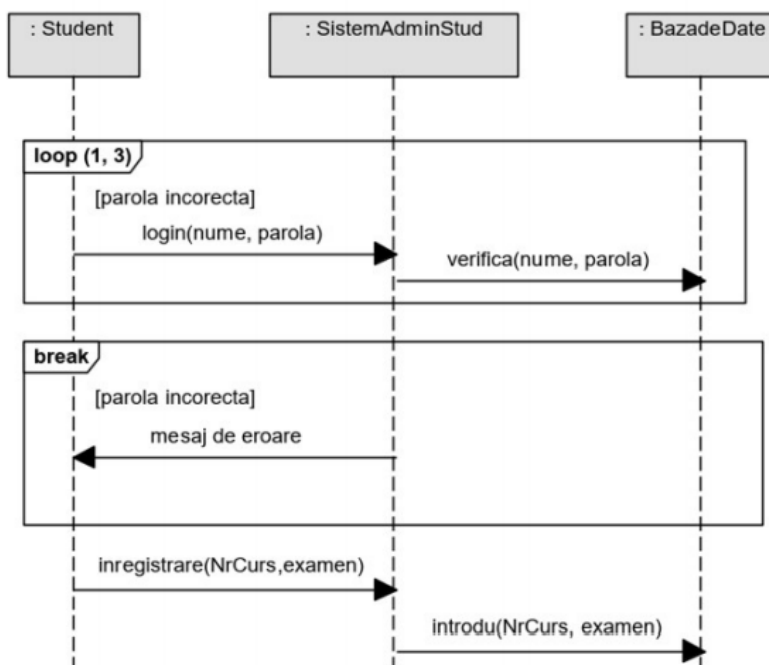 : Student
: SistemAdminStud
: BazadeDate
loop (1, 3)
[parola incorecta]
login(nume, parola)
verifica(nume, parola)
break
[parola incorecta]
mesaj de eroare
inregistrare(NrCurs,examen)
introdu(NrCurs, examen)